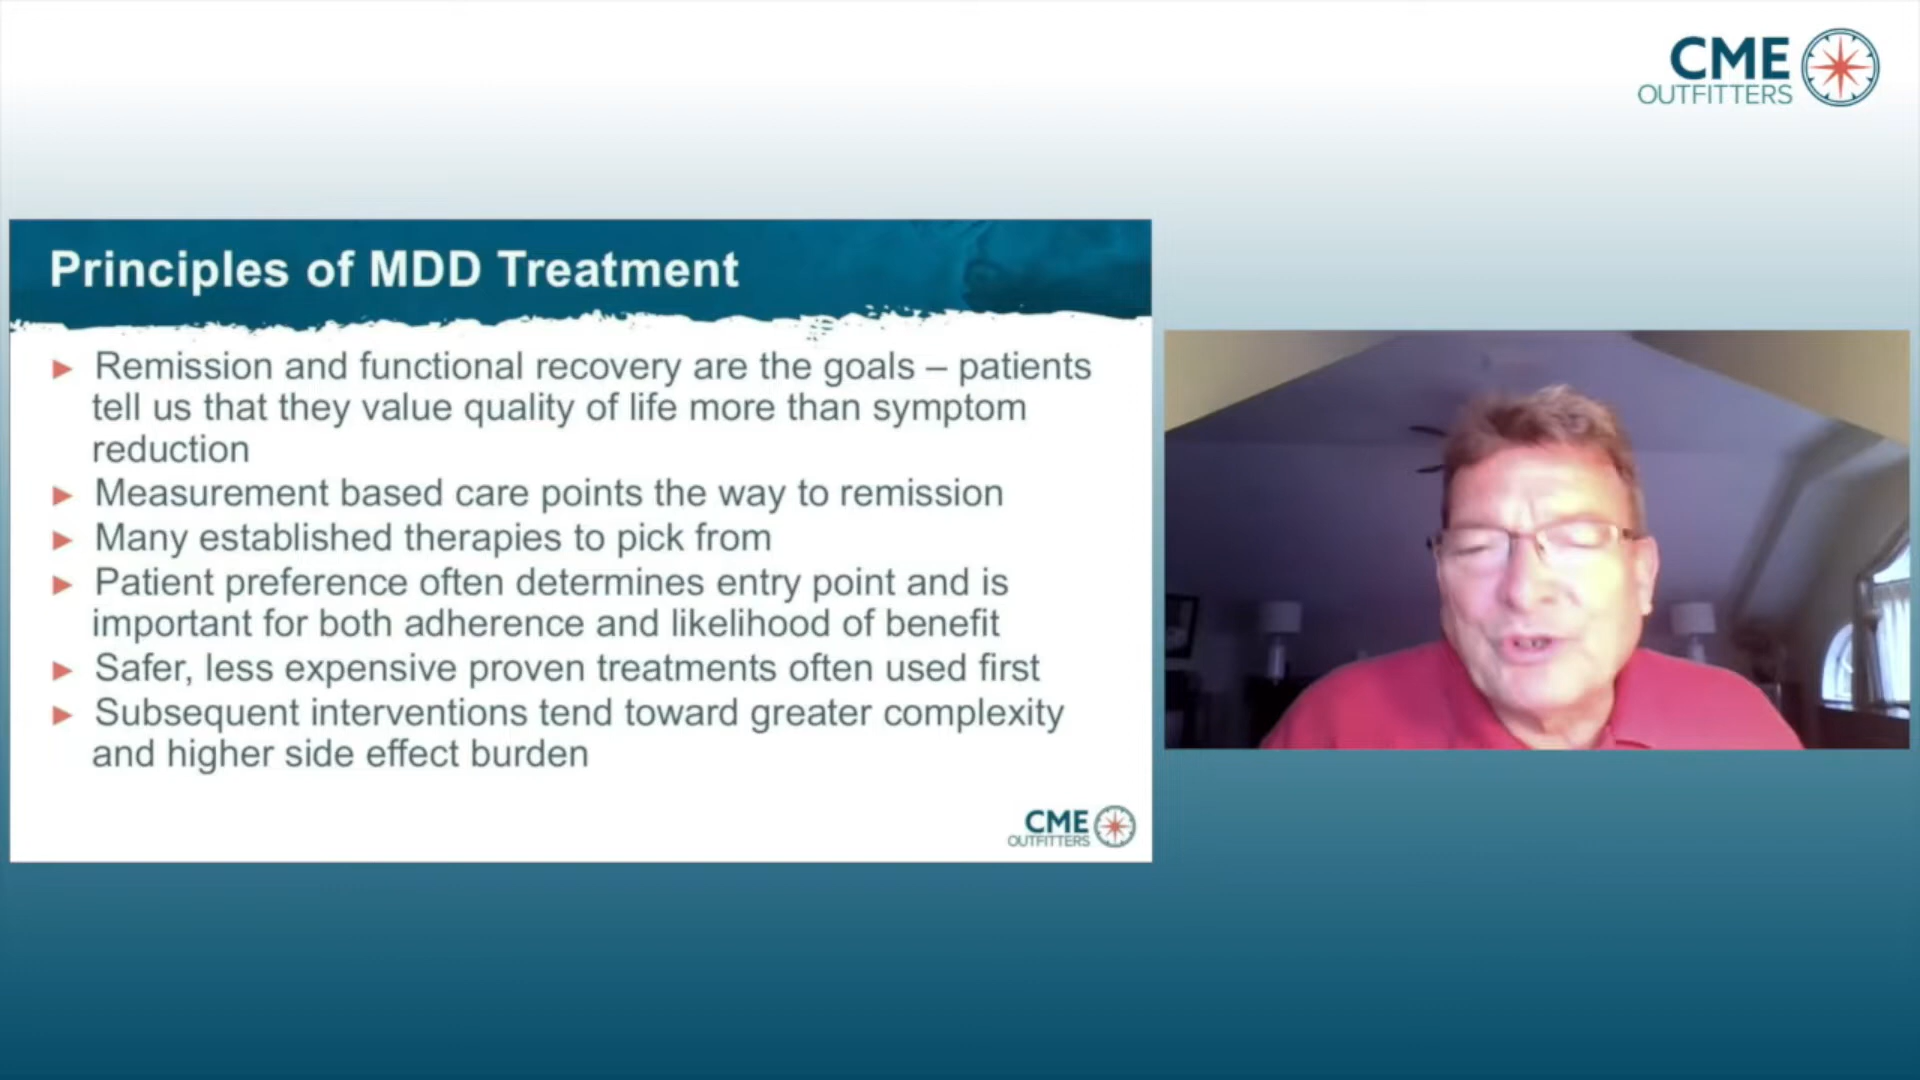 CME
OUTFITTERS
Principles of MDD Treatment
► Remission and functional recovery are the goals – patients
tell us that they value quality of life more than symptom
reduction
► Measurement based care points the way to remission
► Many established therapies to pick from
► Patient preference often determines entry point and is
important for both adherence and likelihood of benefit
► Safer, less expensive proven treatments often used first
► Subsequent interventions tend toward greater complexity
and higher side effect burden
CME
OUTFITTERS